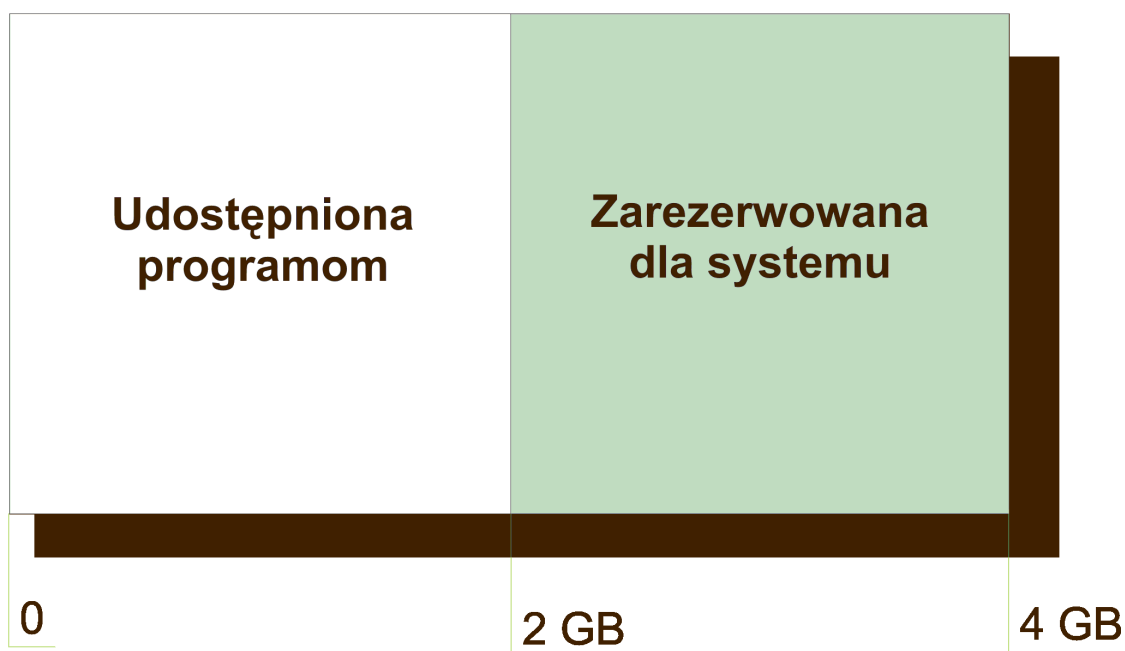 Udostępniona
programom
Zarezerwowana
dla systemu
0
2 GB
4 GB